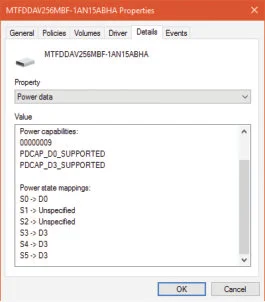 MTFDDAV256MBF-1AN15ABHA Properties
General Policies Volumes Driver Details Events
MTFDDAV256MBF-1AN15ABHA
Property
Power data
Value
Power capabilities:
00000009
PDCAP_D0_SUPPORTED
PDCAP_D3_SUPPORTED
Power state mappings:
S0 -> D0
S1 -> Unspecified
S2 -> Unspecified
S3 -> D3
S4 -> D3
S5 -> D3
OK Cancel